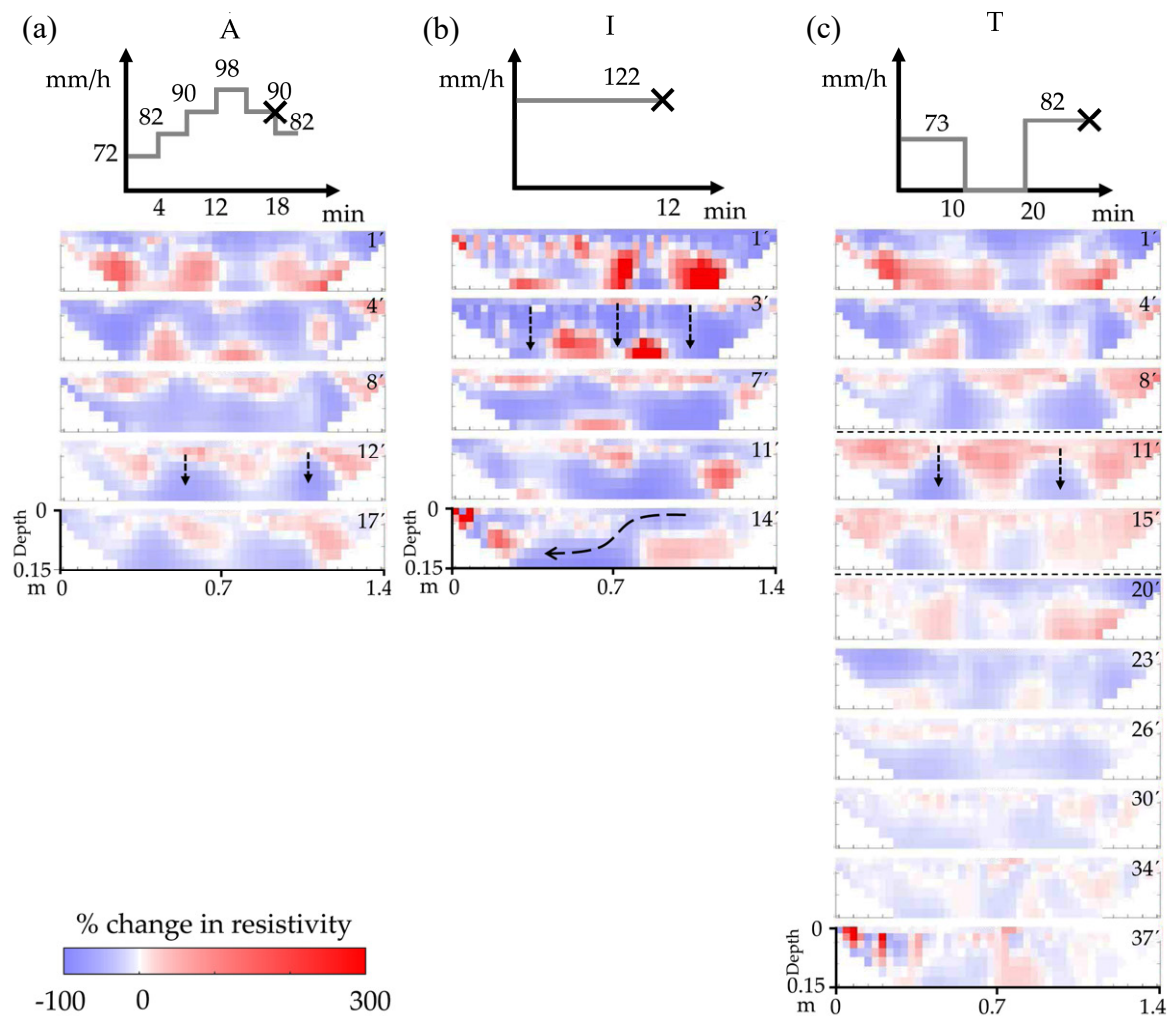 (a) A
mm/h
72
82
90
98
90
82
4 12 18 min
1′
4′
8′
12′
17′
0
Depth
0.15
m 0 0.7 1.4
(b) I
mm/h
122
12 min
1′
3′
7′
11′
14′
0
Depth
0.15
m 0 0.7 1.4
(c) T
mm/h
73
82
10 20 min
1′
4′
8′
11′
15′
20′
23′
26′
30′
34′
37′
0
Depth
0.15
m 0 0.7 1.4
% change in resistivity
-100 0 300